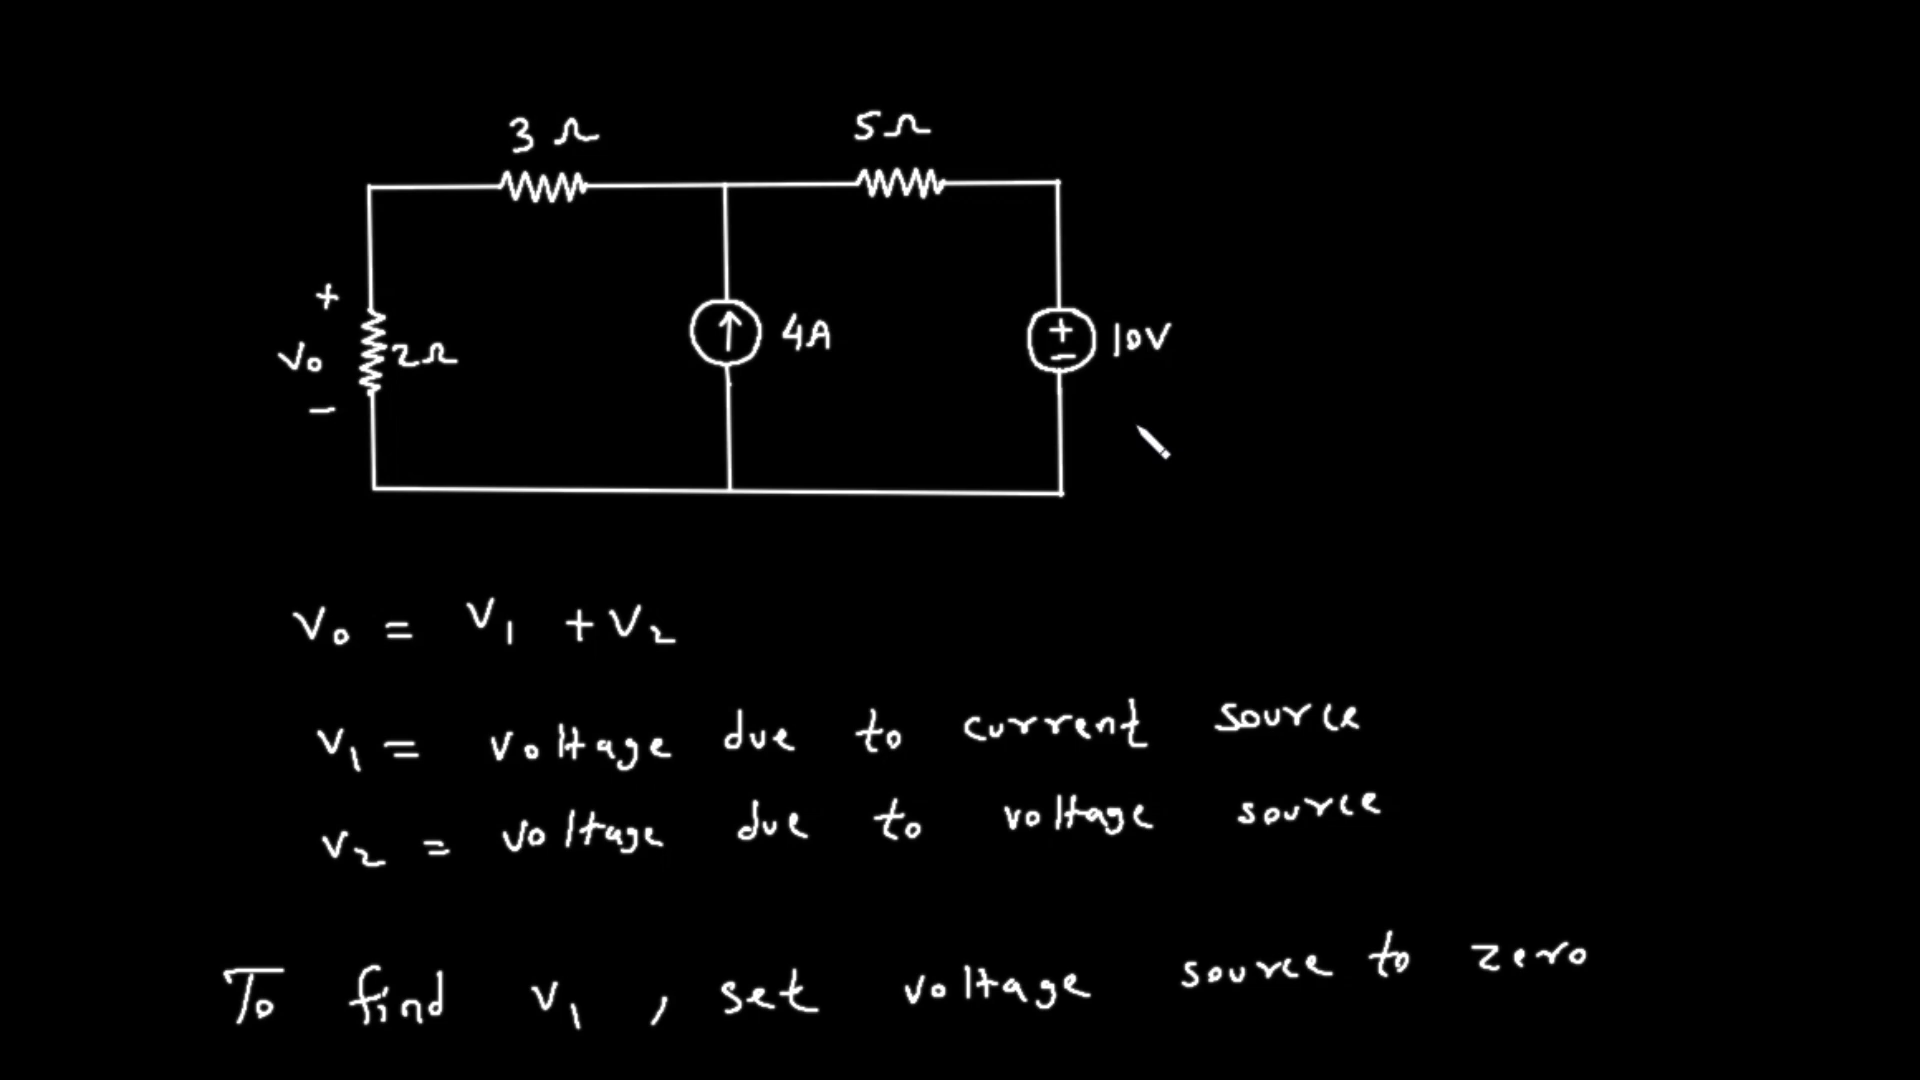 3 Ω 5Ω
+
Vo 2Ω 4A + 10V
-
-
Vo = V1 + V2
V1 = voltage due to current source
V2 = voltage due to voltage source
To find V1 , set voltage source to zero